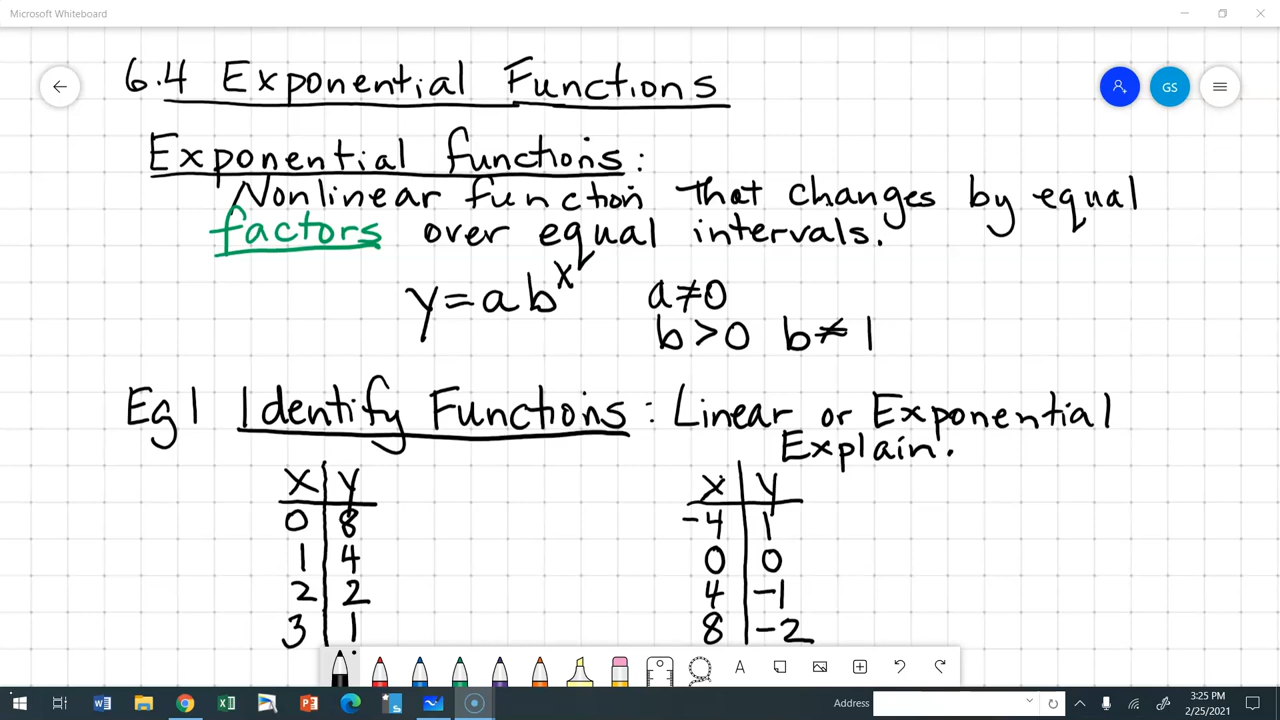 Microsoft Whiteboard
6.4 Exponential Functions
GS
Exponential functions:
Nonlinear function that changes by equal
factors over equal intervals.
y=ab^x a≠0
b>0 b≠1
Eg 1 Identify Functions: Linear or Exponential
Explain.
x y
0 8
1 4
2 2
3 1
x y
-4 1
0 0
4 -1
8 -2
A
Address
3:25 PM
2/25/2021